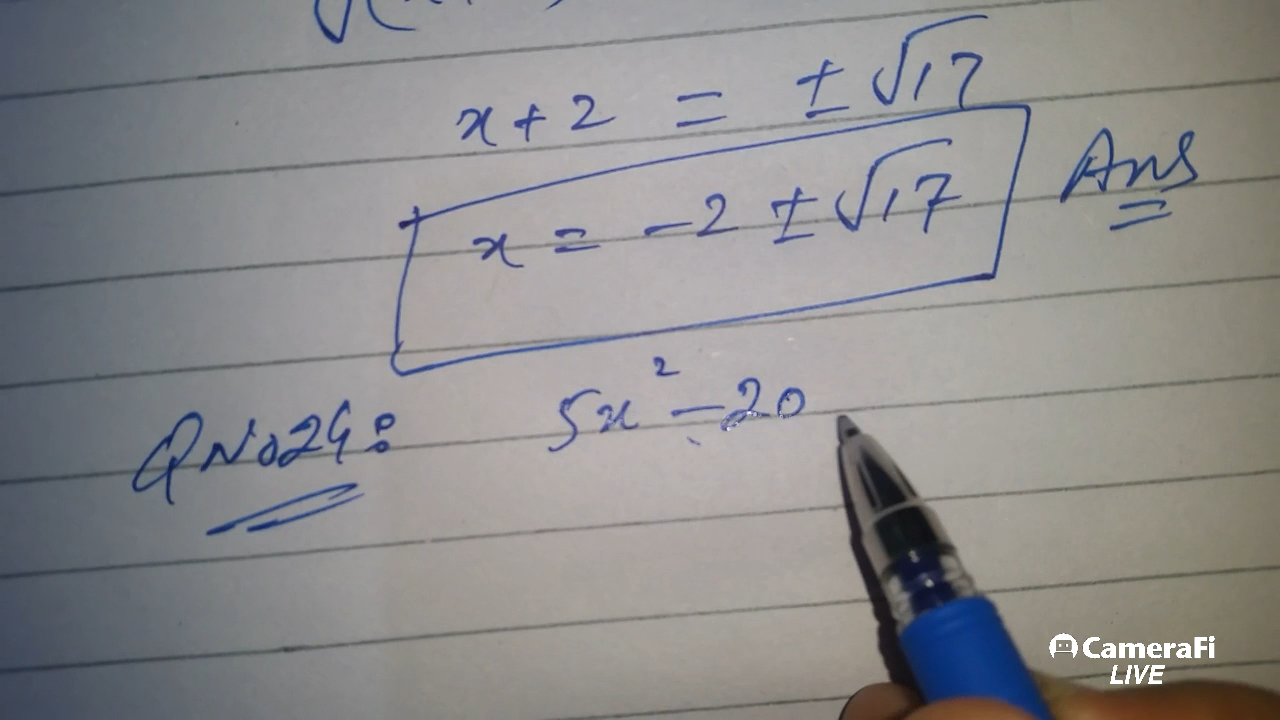 x + 2 = ± √17
x = -2 ± √17 Ans
QNo24: 5x² - 20
CameraFi
LIVE